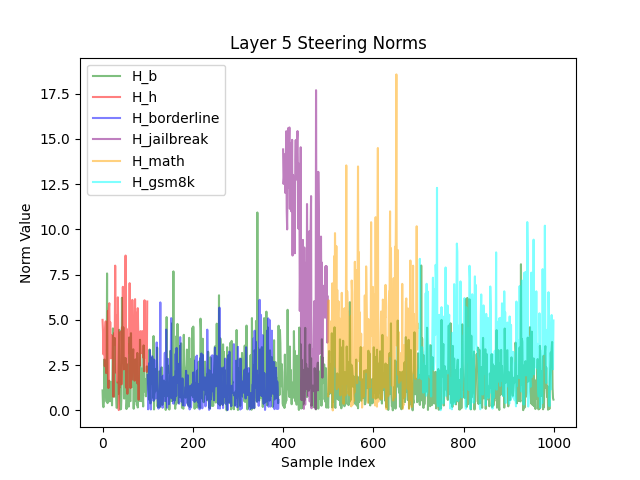 Layer 5 Steering Norms
H_b
H_h
H_borderline
H_jailbreak
H_math
H_gsm8k
Norm Value
17.5
15.0
12.5
10.0
7.5
5.0
2.5
0.0
0 200 400 600 800 1000
Sample Index